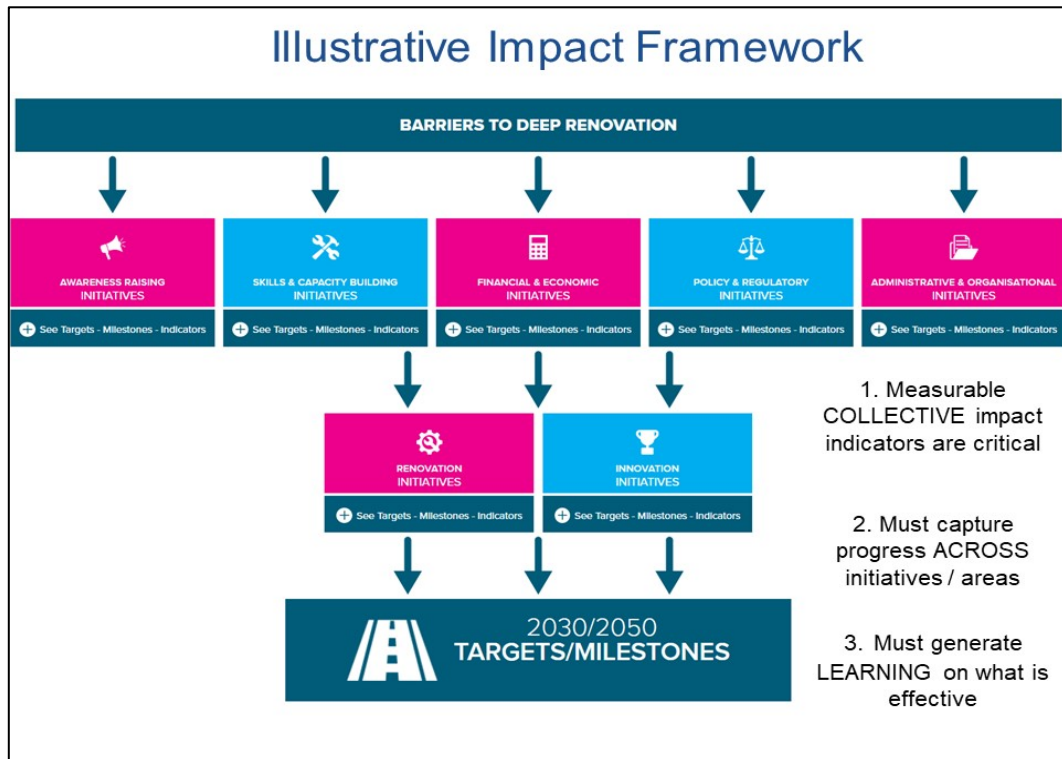 Illustrative Impact Framework
BARRIERS TO DEEP RENOVATION
AWARENESS RAISING
INITIATIVES
See Targets - Milestones - Indicators
SKILLS & CAPACITY BUILDING
INITIATIVES
See Targets - Milestones - Indicators
FINANCIAL & ECONOMIC
INITIATIVES
See Targets - Milestones - Indicators
POLICY & REGULATORY
INITIATIVES
See Targets - Milestones - Indicators
ADMINISTRATIVE & ORGANISATIONAL
INITIATIVES
See Targets - Milestones - Indicators
RENOVATION
INITIATIVES
See Targets - Milestones - Indicators
INNOVATION
INITIATIVES
See Targets - Milestones - Indicators
2030/2050
TARGETS/MILESTONES
1. Measurable
COLLECTIVE impact
indicators are critical
2. Must capture
progress ACROSS
initiatives / areas
3. Must generate
LEARNING on what is
effective